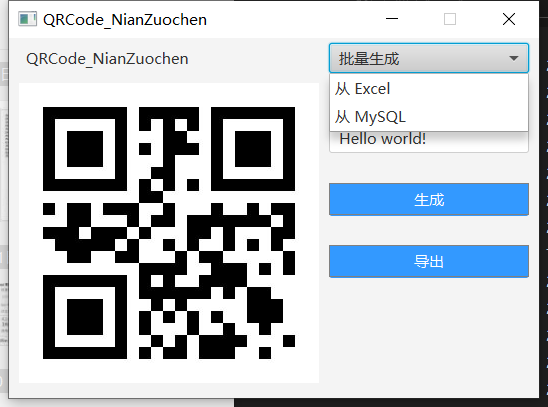 QRCode_NianZuochen
QRCode_NianZuochen
批量生成
从 Excel
从 MySQL
Hello world!
生成
导出